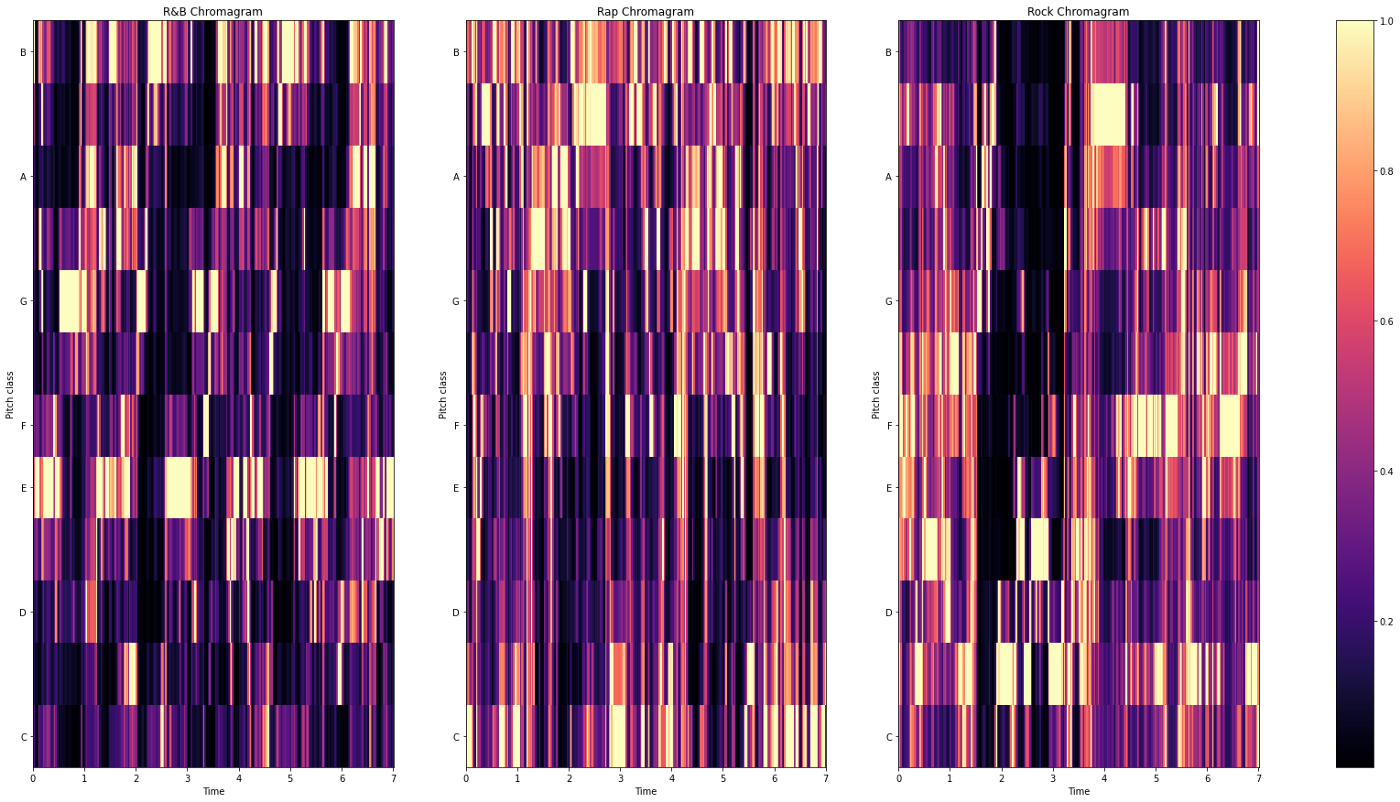 R&B Chromagram
B
A
G
F
E
D
C
Pitch class
0 1 2 3 4 5 6 7
Time
Rap Chromagram
B
A
G
F
E
D
C
Pitch class
0 1 2 3 4 5 6 7
Time
Rock Chromagram
B
A
G
F
E
D
C
Pitch class
0 1 2 3 4 5 6 7
Time
1.0
0.8
0.6
0.4
0.2